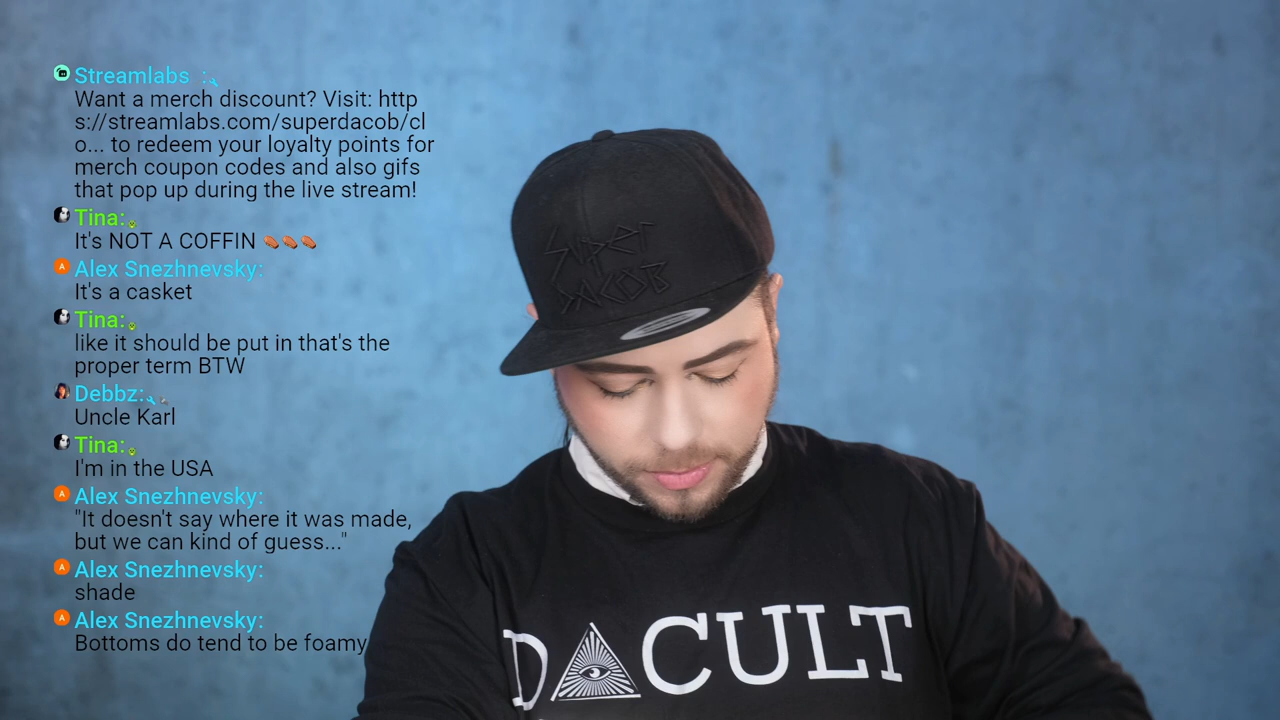 Streamlabs :
Want a merch discount? Visit: http
s://streamlabs.com/superdacob/cl
o... to redeem your loyalty points for
merch coupon codes and also gifs
that pop up during the live stream!
Tina:
It's NOT A COFFIN ⚰️⚰️⚰️
A Alex Snezhnevsky:
It's a casket
Tina:
like it should be put in that's the
proper term BTW
Debbz:
Uncle Karl
Tina:
I'm in the USA
A Alex Snezhnevsky:
"It doesn't say where it was made,
but we can kind of guess..."
A Alex Snezhnevsky:
shade
A Alex Snezhnevsky:
Bottoms do tend to be foamy
Super
DACOB
DACULT